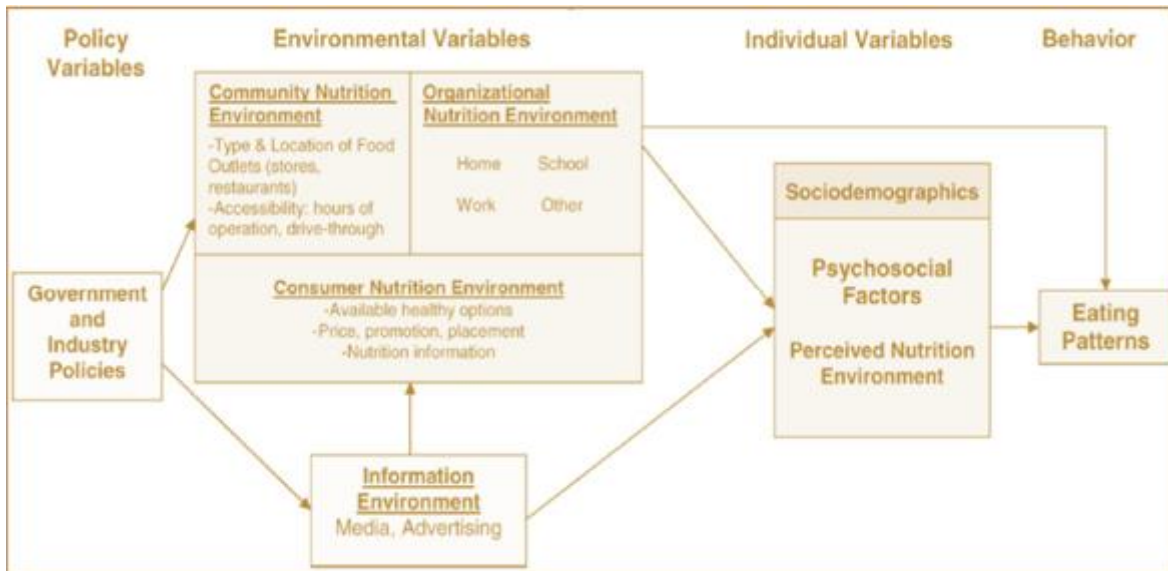 Policy
Variables
Environmental Variables
Individual Variables
Behavior
Community Nutrition
Environment
-Type & Location of Food
Outlets (stores,
restaurants)
-Accessibility: hours of
operation, drive-through
Organizational
Nutrition Environment
Home School
Work Other
Consumer Nutrition Environment
-Available healthy options
-Price, promotion, placement
-Nutrition information
Government
and
Industry
Policies
Information
Environment
Media, Advertising
Sociodemographics
Psychosocial
Factors
Perceived Nutrition
Environment
Eating
Patterns